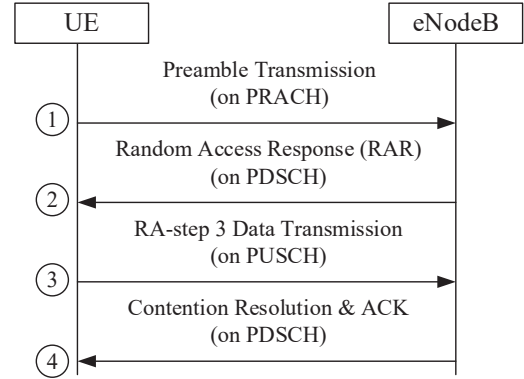 UE
eNodeB
Preamble Transmission
(on PRACH)
1
Random Access Response (RAR)
(on PDSCH)
2
RA-step 3 Data Transmission
(on PUSCH)
3
Contention Resolution & ACK
(on PDSCH)
4